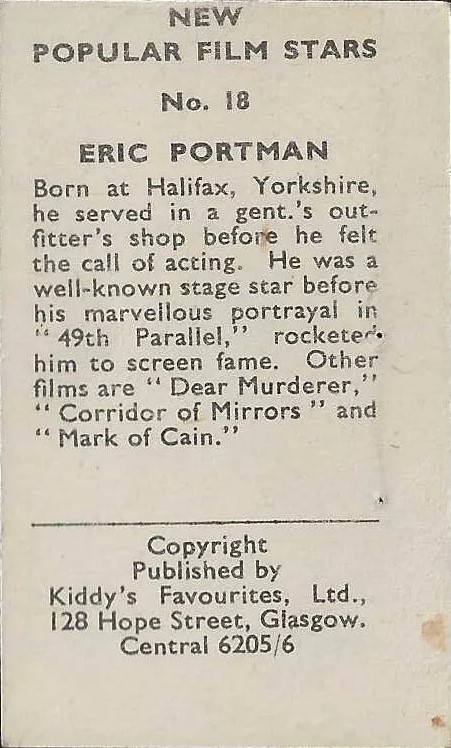 NEW
POPULAR FILM STARS
No. 18
ERIC PORTMAN
Born at Halifax, Yorkshire,
he served in a gent.'s out-
fitter's shop before he felt
the call of acting. He was a
well-known stage star before
his marvellous portrayal in
“ 49th Parallel,” rocketed
him to screen fame. Other
films are “ Dear Murderer,”
“ Corridor of Mirrors ” and
“ Mark of Cain.”
Copyright
Published by
Kiddy's Favourites, Ltd.,
128 Hope Street, Glasgow.
Central 6205/6